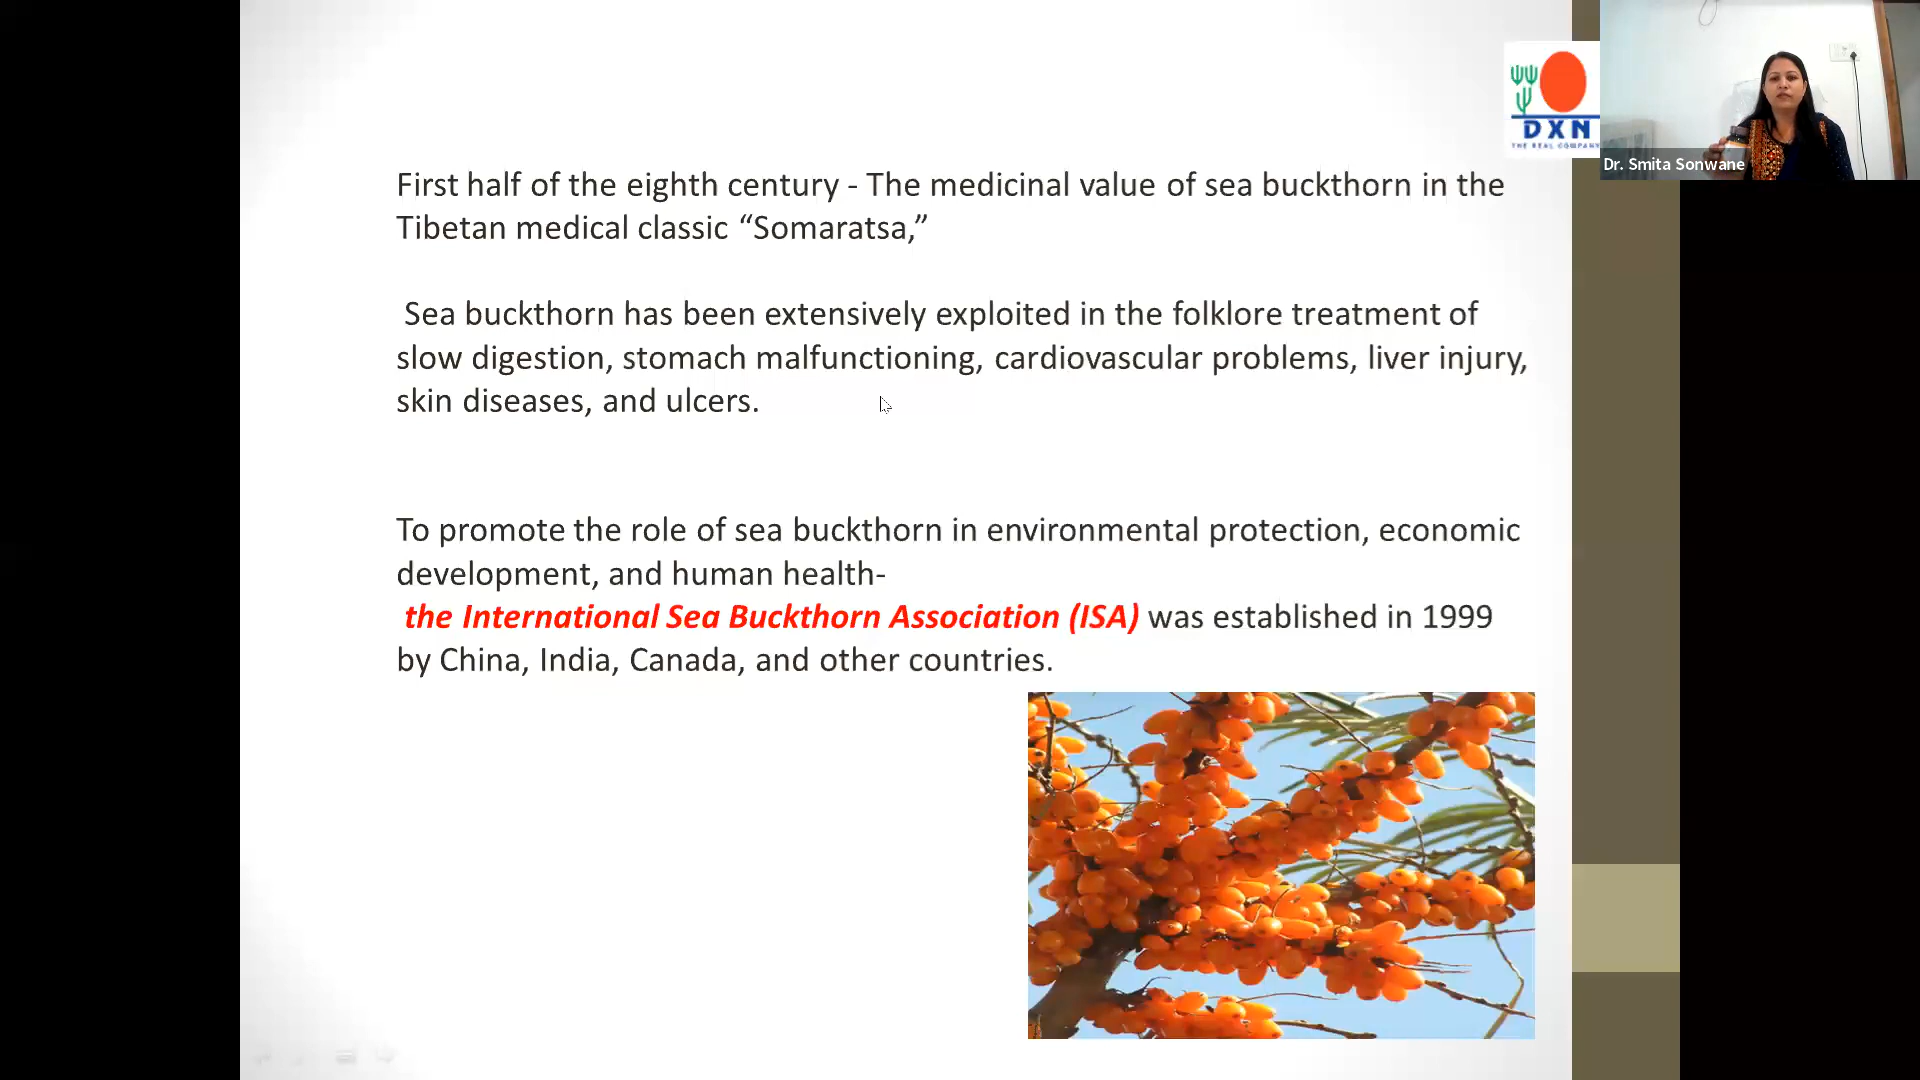 DXN
THE REAL COMPANY
Dr. Smita Sonwane
First half of the eighth century - The medicinal value of sea buckthorn in the
Tibetan medical classic “Somaratsa,”
Sea buckthorn has been extensively exploited in the folklore treatment of
slow digestion, stomach malfunctioning, cardiovascular problems, liver injury,
skin diseases, and ulcers.
To promote the role of sea buckthorn in environmental protection, economic
development, and human health-
the International Sea Buckthorn Association (ISA) was established in 1999
by China, India, Canada, and other countries.